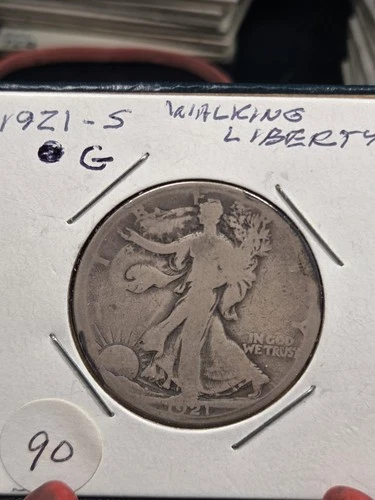 1921-S WALKING
LIBERTY
G
IN GOD
WE TRUST
1921
90